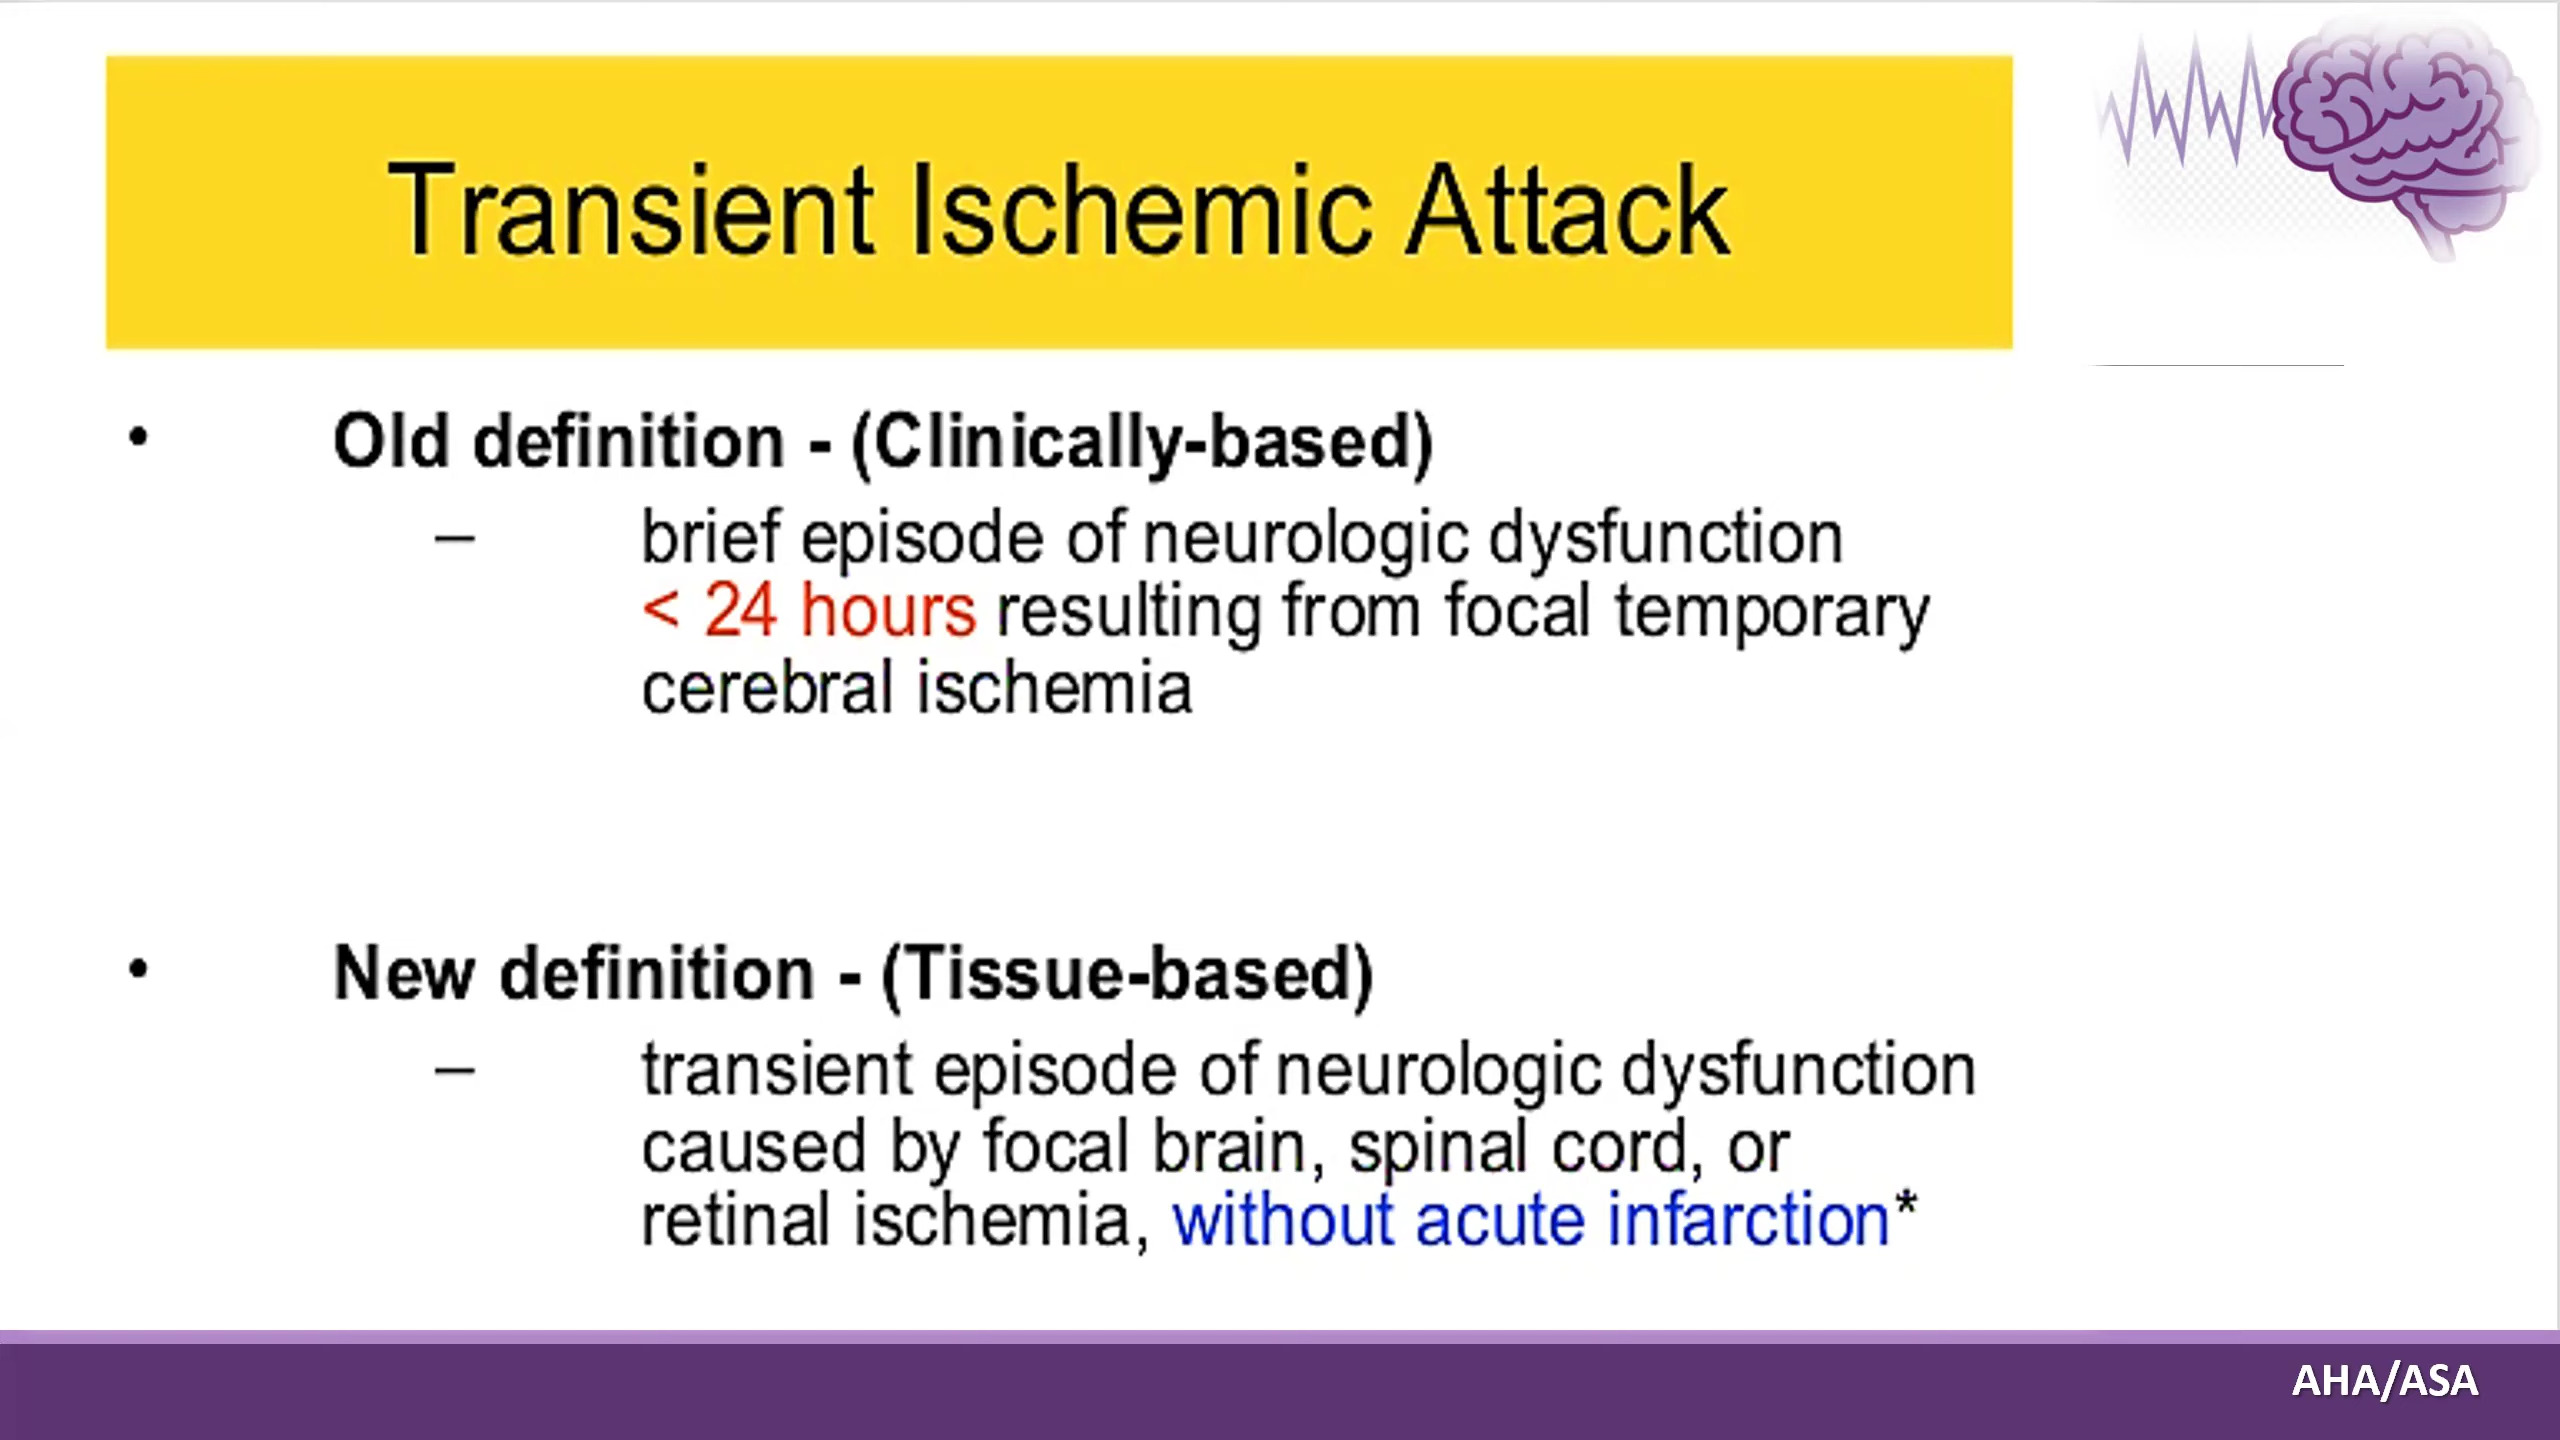 Transient Ischemic Attack
• Old definition - (Clinically-based)
– brief episode of neurologic dysfunction
< 24 hours resulting from focal temporary
cerebral ischemia
• New definition - (Tissue-based)
– transient episode of neurologic dysfunction
caused by focal brain, spinal cord, or
retinal ischemia, without acute infarction*
AHA/ASA